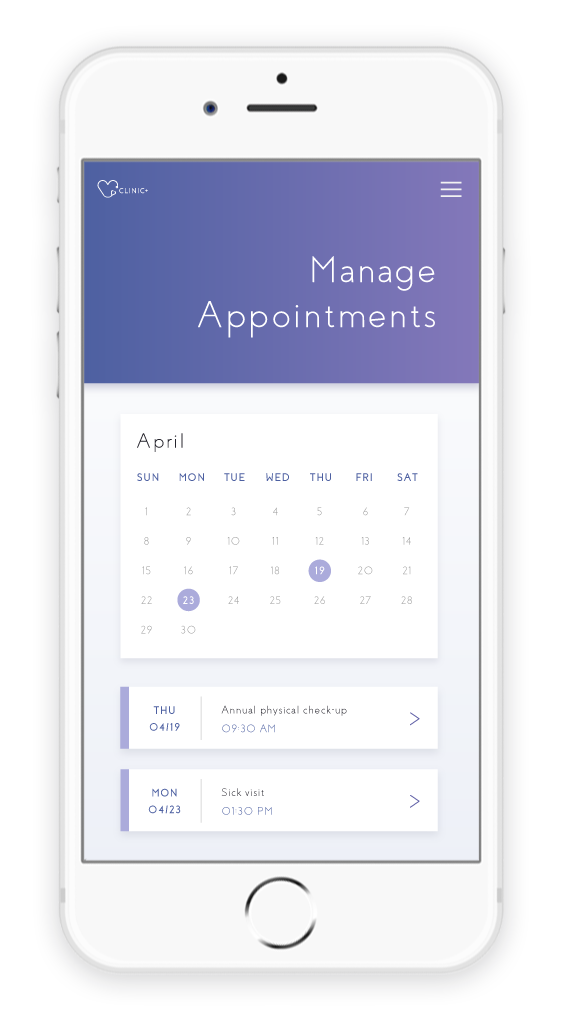 CLINIC+
Manage
Appointments
April
SUN MON TUE WED THU FRI SAT
1 2 3 4 5 6 7
8 9 10 11 12 13 14
15 16 17 18 19 20 21
22 23 24 25 26 27 28
29 30
THU
04/19
Annual physical check-up
09:30 AM
MON
04/23
Sick visit
01:30 PM